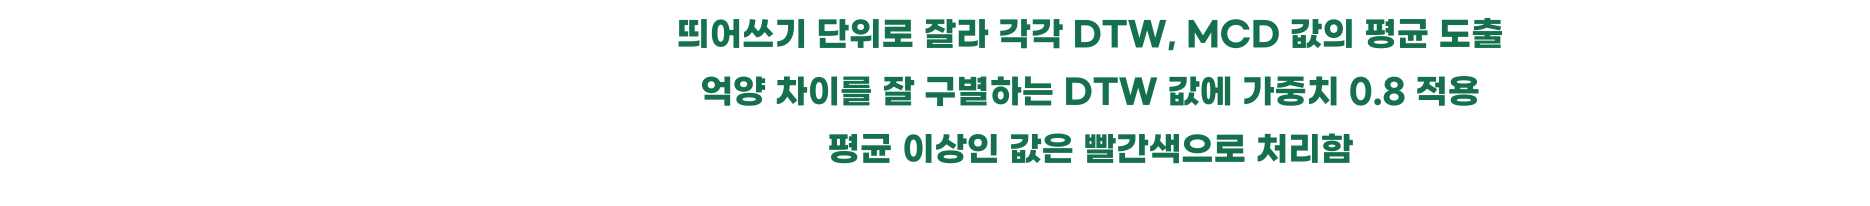 띄어쓰기 단위로 잘라 각각 DTW, MCD 값의 평균 도출
억양 차이를 잘 구별하는 DTW 값에 가중치 0.8 적용
평균 이상인 값은 빨간색으로 처리함